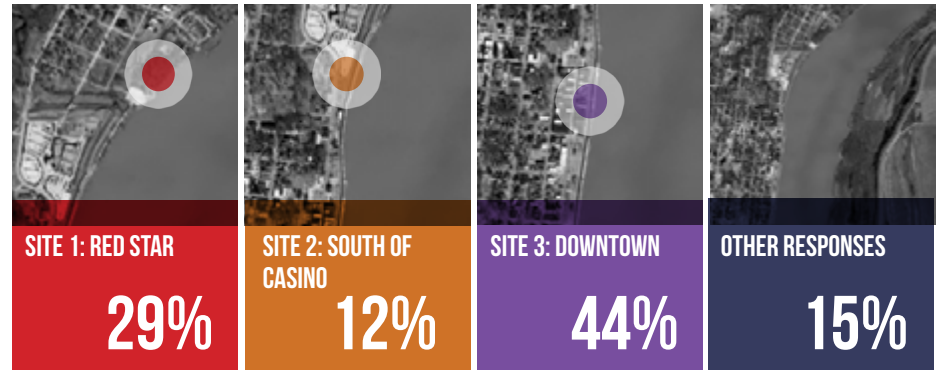 SITE 1: RED STAR
29%
SITE 2: SOUTH OF
CASINO
12%
SITE 3: DOWNTOWN
44%
OTHER RESPONSES
15%